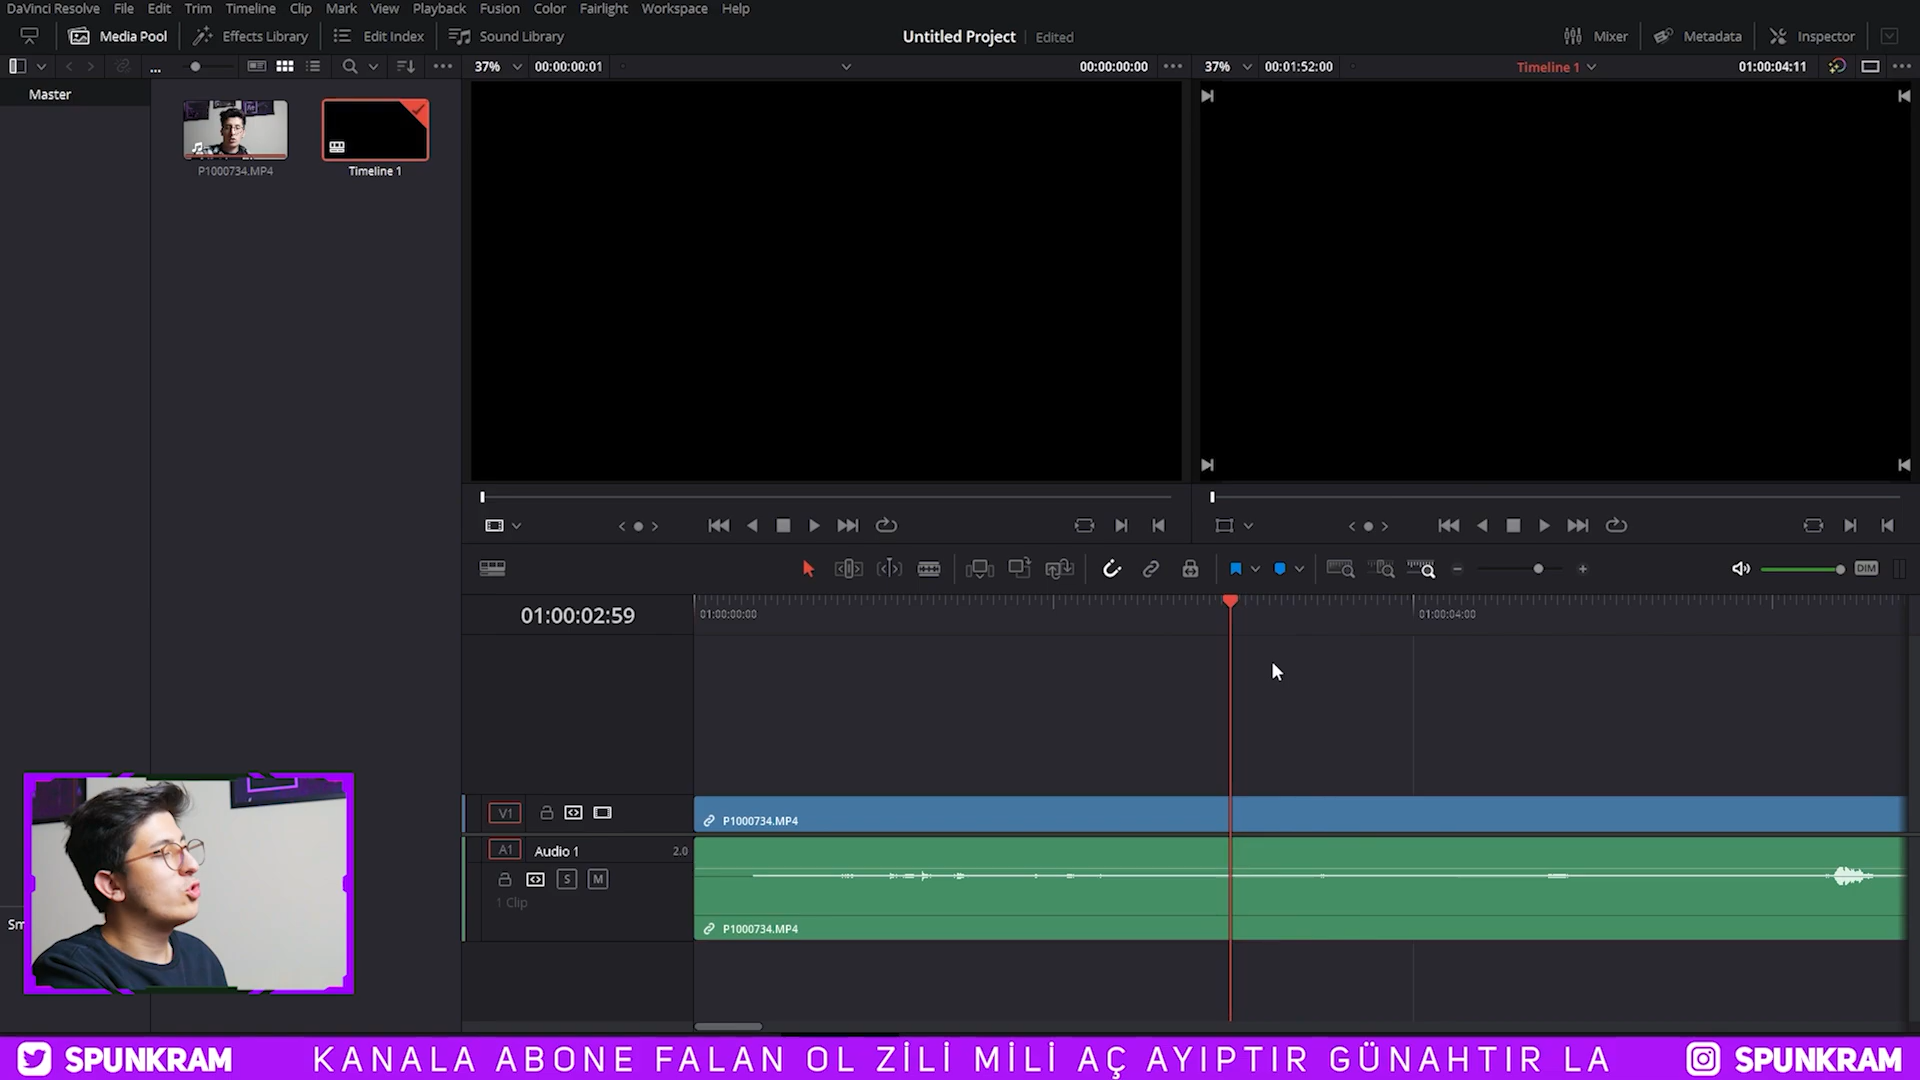 DaVinci Resolve File Edit Trim Timeline Clip Mark View Playback Fusion Color Fairlight Workspace Help
Media Pool Effects Library Edit Index Sound Library Untitled Project Edited Mixer Metadata Inspector
... 37% 00:00:00:01 00:00:00:00 37% 00:01:52:00 Timeline 1 01:00:04:11
Master
P1000734.MP4 Timeline 1
DIM
01:00:02:59 01:00:00:00 01:00:04:00
V1 P1000734.MP4
A1 Audio 1 2.0
S M
1 Clip
Sm
P1000734.MP4
SPUNKRAM KANALA ABONE FALAN OL ZİLİ MİLİ AÇ AYIPTIR GÜNAHTIR LA SPUNKRAM